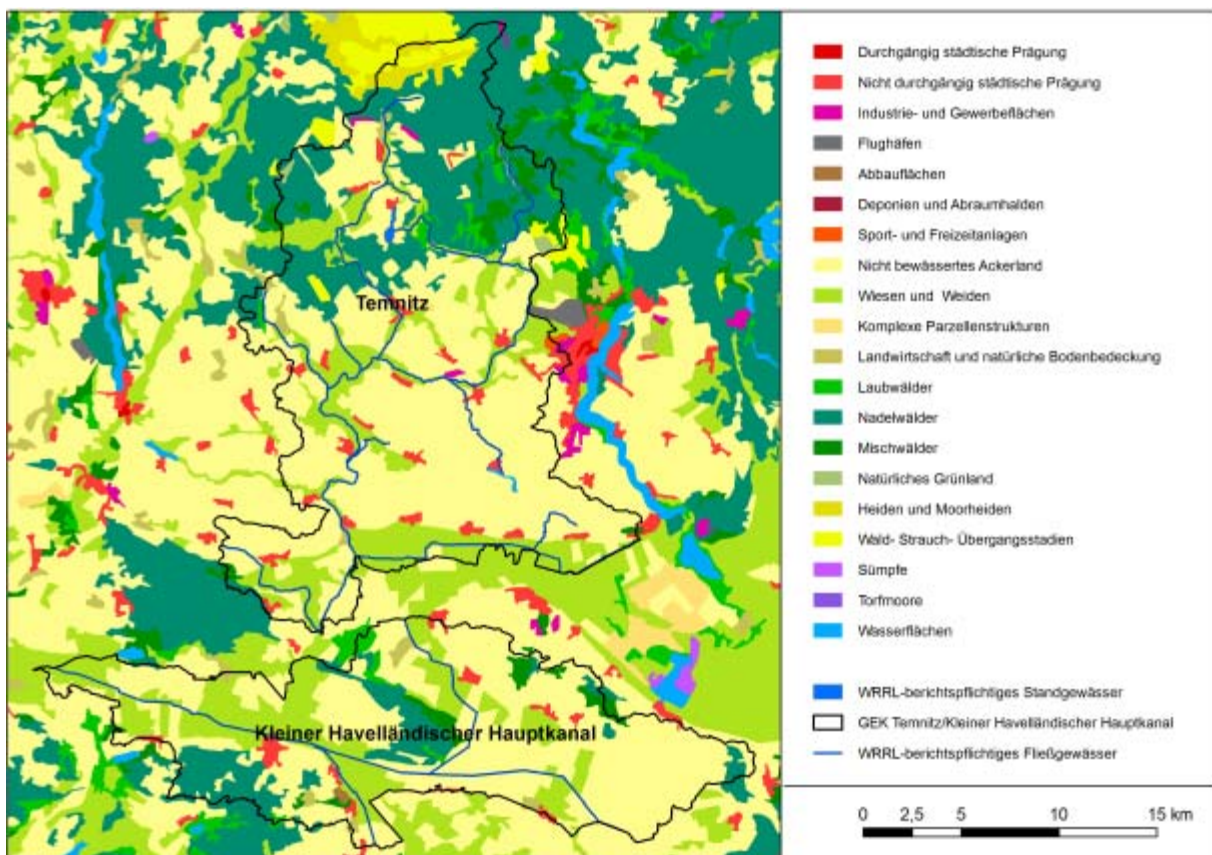 Temnitz
Kleiner Havelländischer Hauptkanal
Durchgängig städtische Prägung
Nicht durchgängig städtische Prägung
Industrie- und Gewerbeflächen
Flughäfen
Abbauflächen
Deponien und Abraumhalden
Sport- und Freizeitanlagen
Nicht bewässertes Ackerland
Wiesen und Weiden
Komplexe Parzellenstrukturen
Landwirtschaft und natürliche Bodenbedeckung
Laubwälder
Nadelwälder
Mischwälder
Natürliches Grünland
Heiden und Moorheiden
Wald- Strauch- Übergangsstadien
Sümpfe
Torfmoore
Wasserflächen
WRRL-berichtspflichtiges Standgewässer
GEK Temnitz/Kleiner Havelländischer Hauptkanal
WRRL-berichtspflichtiges Fließgewässer
0 2,5 5 10 15 km